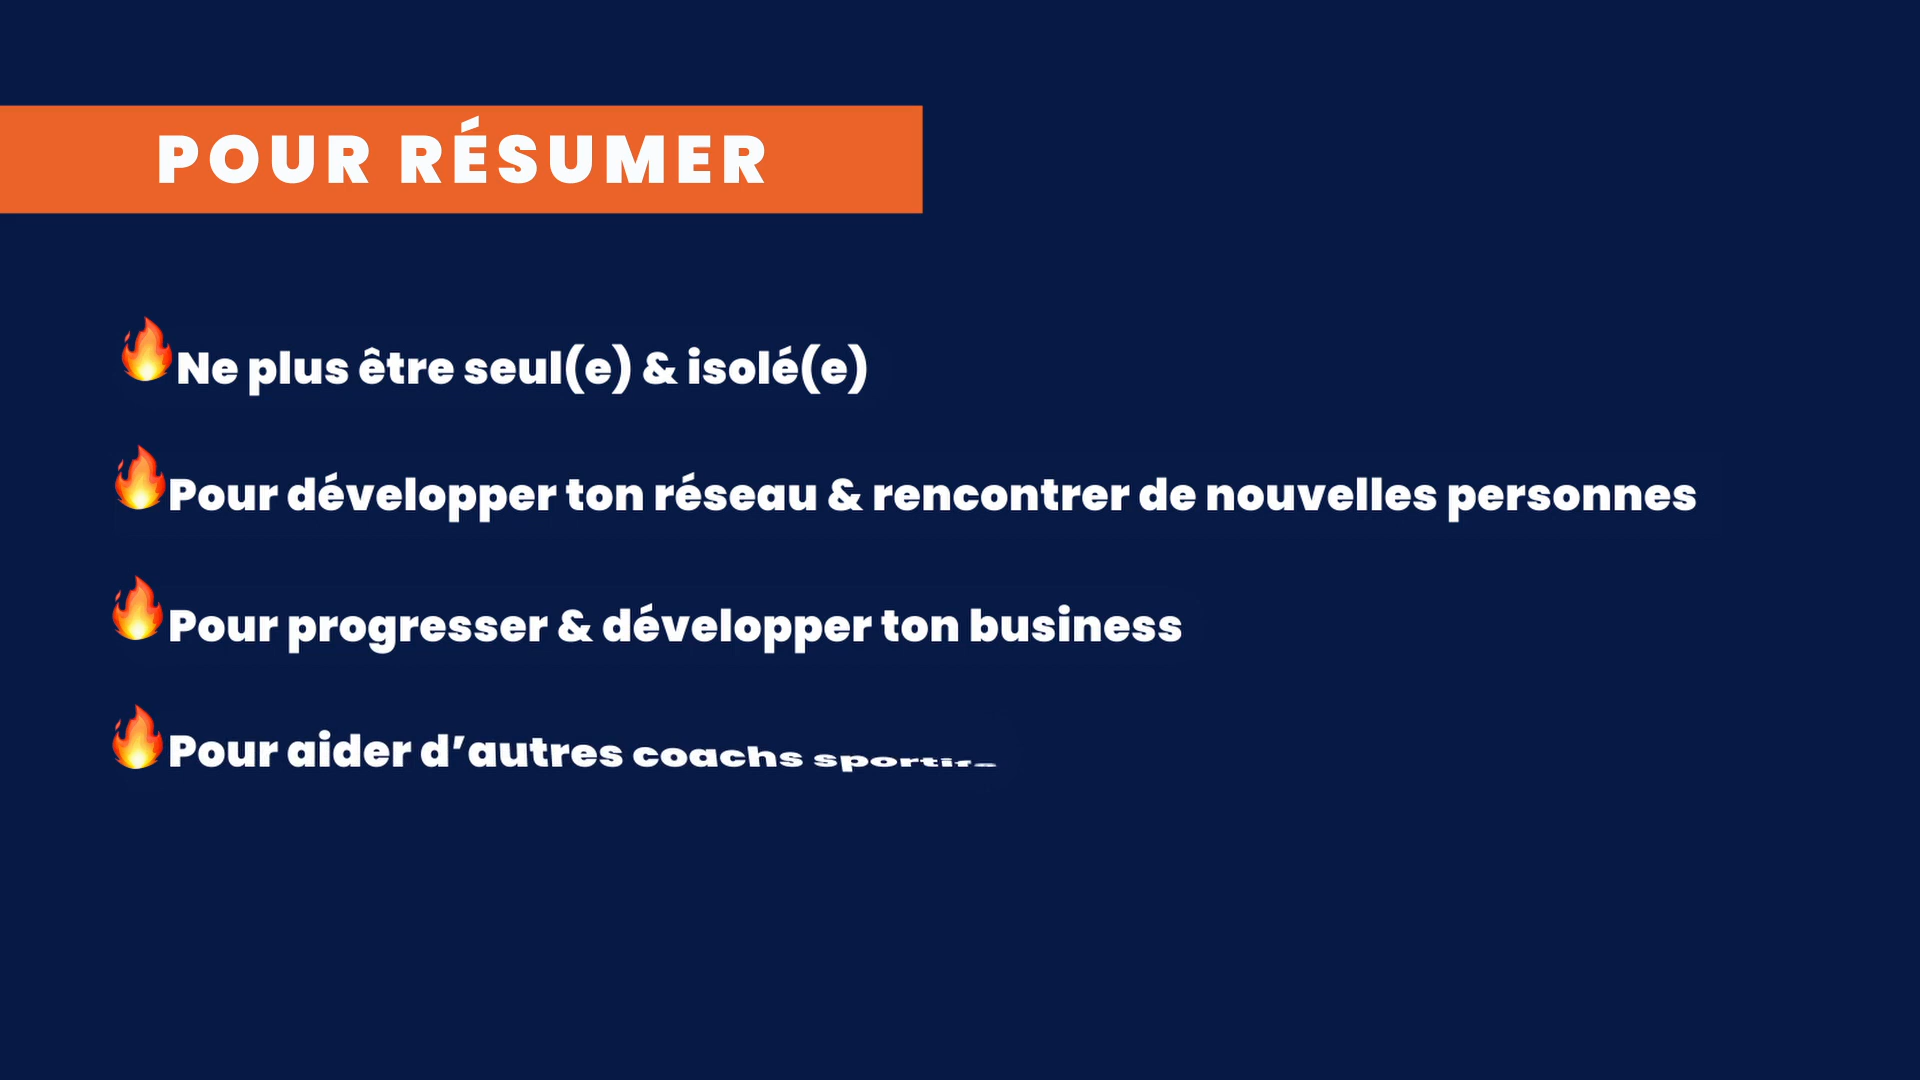 POUR RÉSUMER
🔥Ne plus être seul(e) & isolé(e)
🔥Pour développer ton réseau & rencontrer de nouvelles personnes
🔥Pour progresser & développer ton business
🔥Pour aider d’autres coachs sportifs